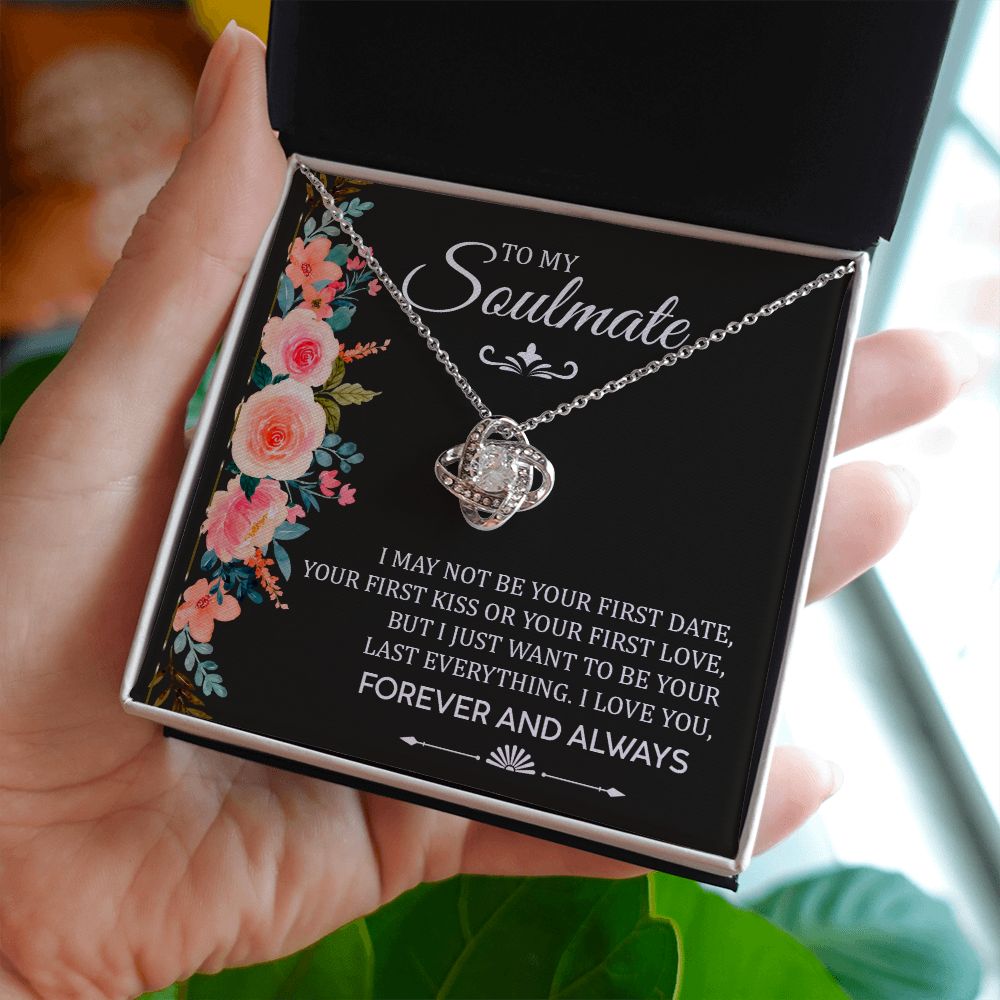 TO MY
Soulmate
I MAY NOT BE YOUR FIRST DATE,
YOUR FIRST KISS OR YOUR FIRST LOVE,
BUT I JUST WANT TO BE YOUR
LAST EVERYTHING. I LOVE YOU,
FOREVER AND ALWAYS